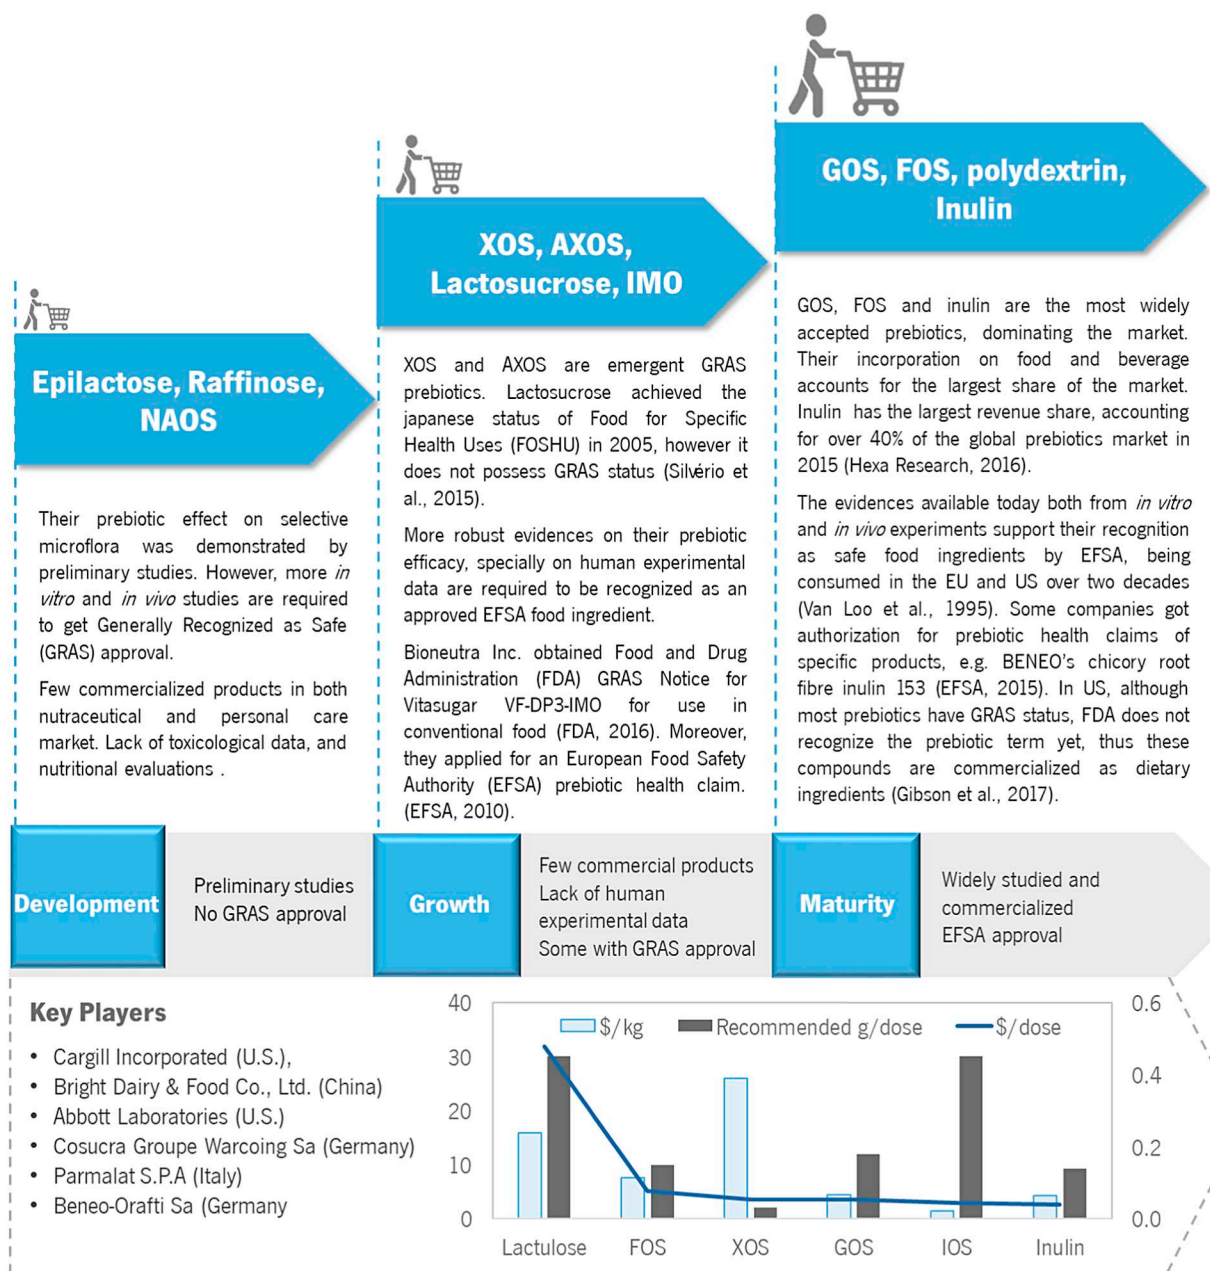 GOS, FOS, polydextrin,
Inulin
XOS, AXOS,
Lactosucrose, IMO
Epilactose, Raffinose,
NAOS
Their prebiotic effect on selective
microflora was demonstrated by
preliminary studies. However, more in
vitro and in vivo studies are required
to get Generally Recognized as Safe
(GRAS) approval.
Few commercialized products in both
nutraceutical and personal care
market. Lack of toxicological data, and
nutritional evaluations .
XOS and AXOS are emergent GRAS
prebiotics. Lactosucrose achieved the
japanese status of Food for Specific
Health Uses (FOSHU) in 2005, however it
does not possess GRAS status (Silvério et
al., 2015).
More robust evidences on their prebiotic
efficacy, specially on human experimental
data are required to be recognized as an
approved EFSA food ingredient.
Bioneutra Inc. obtained Food and Drug
Administration (FDA) GRAS Notice for
Vitasugar VF-DP3-IMO for use in
conventional food (FDA, 2016). Moreover,
they applied for an European Food Safety
Authority (EFSA) prebiotic health claim.
(EFSA, 2010).
GOS, FOS and inulin are the most widely
accepted prebiotics, dominating the market.
Their incorporation on food and beverage
accounts for the largest share of the market.
Inulin has the largest revenue share, accounting
for over 40% of the global prebiotics market in
2015 (Hexa Research, 2016).
The evidences available today both from in vitro
and in vivo experiments support their recognition
as safe food ingredients by EFSA, being
consumed in the EU and US over two decades
(Van Loo et al., 1995). Some companies got
authorization for prebiotic health claims of
specific products, e.g. BENEO's chicory root
fibre inulin 153 (EFSA, 2015). In US, although
most prebiotics have GRAS status, FDA does not
recognize the prebiotic term yet, thus these
compounds are commercialized as dietary
ingredients (Gibson et al., 2017).
Development
Preliminary studies
No GRAS approval
Growth
Few commercial products
Lack of human
experimental data
Some with GRAS approval
Maturity
Widely studied and
commercialized
EFSA approval
Key Players
• Cargill Incorporated (U.S.),
• Bright Dairy & Food Co., Ltd. (China)
• Abbott Laboratories (U.S.)
• Cosucra Groupe Warcoing Sa (Germany)
• Parmalat S.P.A (Italy)
• Beneo-Orafti Sa (Germany
$/kg Recommended g/dose $/dose
40
30
20
10
0
0.6
0.4
0.2
0.0
Lactulose FOS XOS GOS IOS Inulin